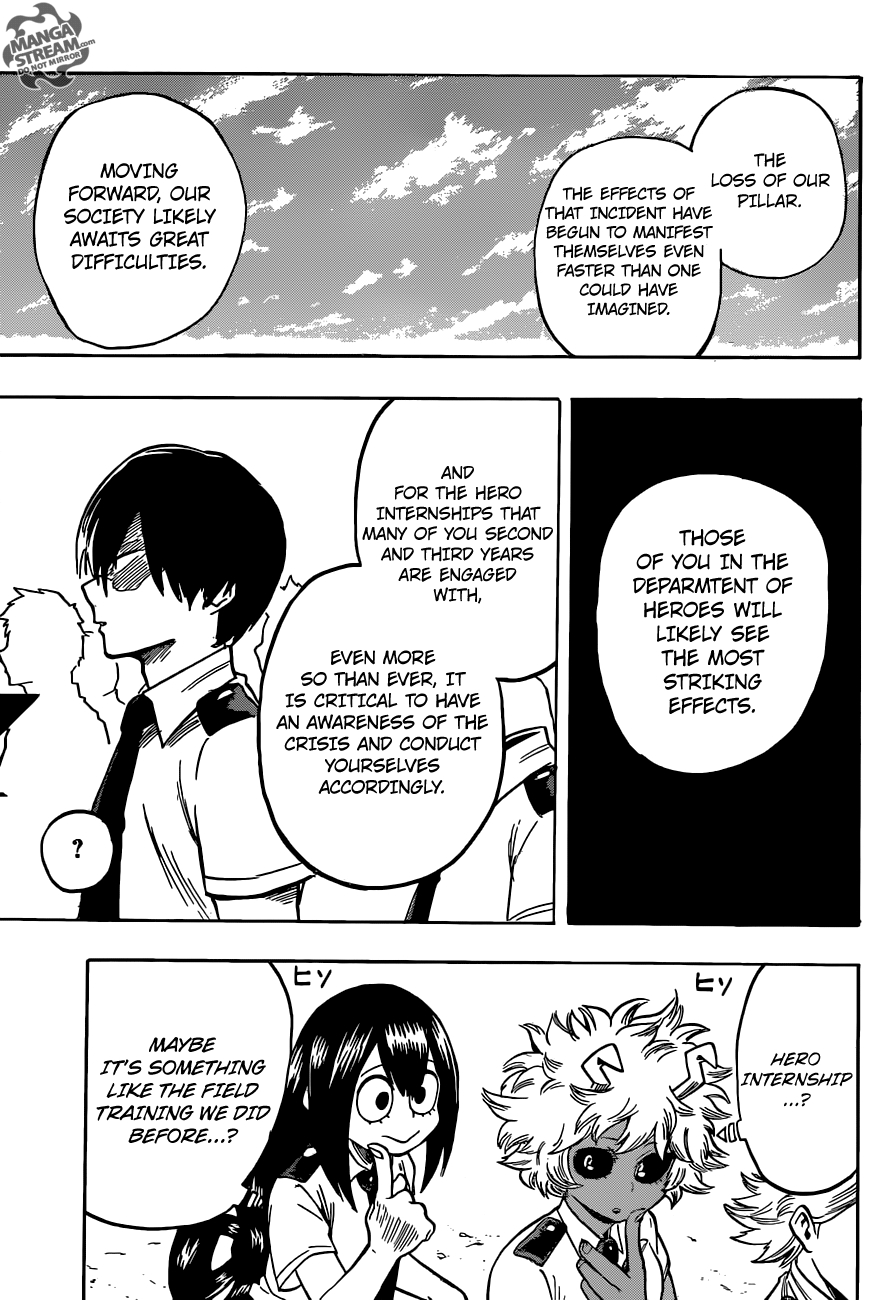 MANGA
STREAM.com
DO NOT MIRROR
THE
LOSS OF OUR
PILLAR.
THE EFFECTS OF
THAT INCIDENT HAVE
BEGUN TO MANIFEST
THEMSELVES EVEN
FASTER THAN ONE
COULD HAVE
IMAGINED.
MOVING
FORWARD, OUR
SOCIETY LIKELY
AWAITS GREAT
DIFFICULTIES.
THOSE
OF YOU IN THE
DEPARMTENT OF
HEROES WILL
LIKELY SEE
THE MOST
STRIKING
EFFECTS.
AND
FOR THE HERO
INTERNSHIPS THAT
MANY OF YOU SECOND
AND THIRD YEARS
ARE ENGAGED
WITH,
EVEN MORE
SO THAN EVER, IT
IS CRITICAL TO HAVE
AN AWARENESS OF THE
CRISIS AND CONDUCT
YOURSELVES
ACCORDINGLY.
?
ヒソ
HERO
INTERNSHIP
...?
ヒソ
MAYBE
IT'S SOMETHING
LIKE THE FIELD
TRAINING WE DID
BEFORE...?